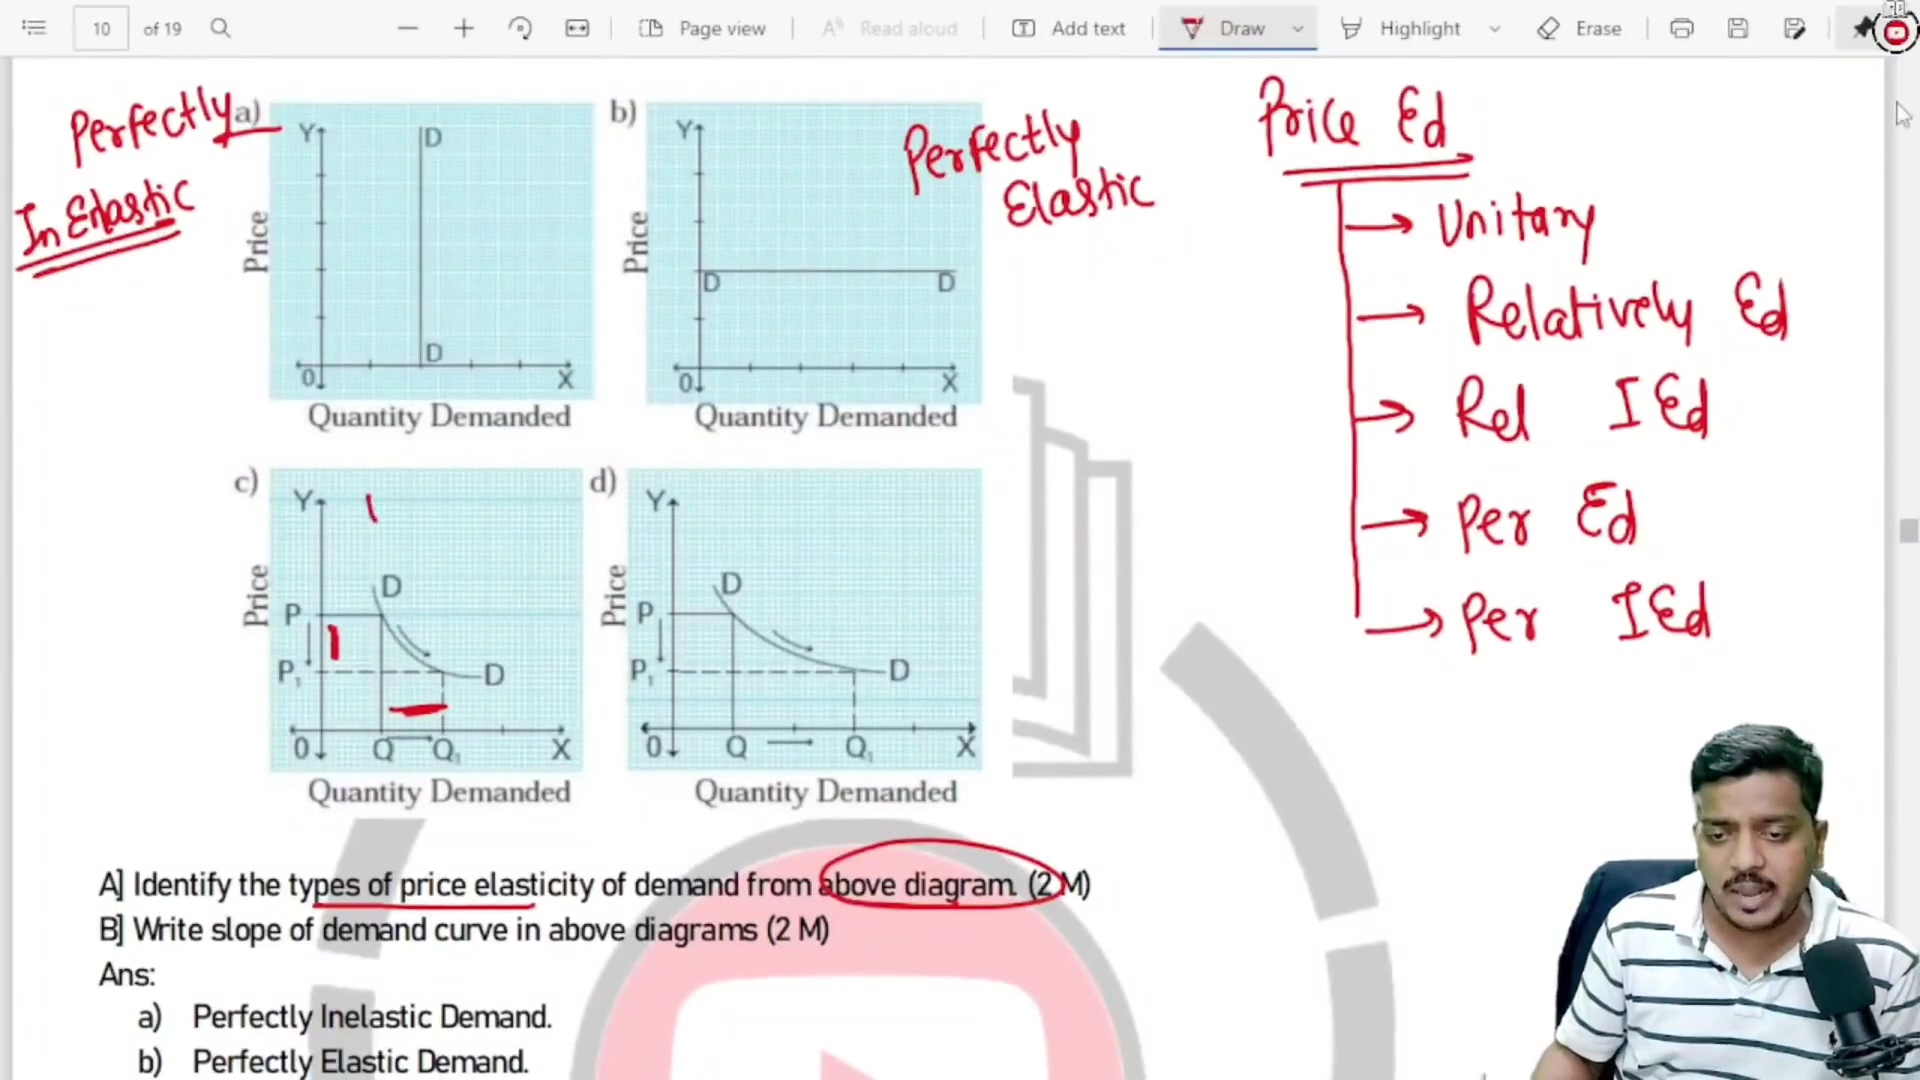 10 of 19
Page view
Read aloud
Add text
Draw
Highlight
Erase
Perfectly
In Elastic
a)
Y
D
Price
D
0
X
Quantity Demanded
b)
Y
Price
D
D
0
X
Quantity Demanded
Perfectly
Elastic
Price Ed
→ Unitary
→ Relatively Ed
→ Rel I Ed
→ Per Ed
→ Per I Ed
c)
Y
D
Price
P
P₁
D
0
Q
Q₁
X
Quantity Demanded
d)
Y
D
Price
P
P₁
D
0
Q
Q₁
X
Quantity Demanded
A] Identify the types of price elasticity of demand from above diagram. (2 M)
B] Write slope of demand curve in above diagrams (2 M)
Ans:
a) Perfectly Inelastic Demand.
b) Perfectly Elastic Demand.